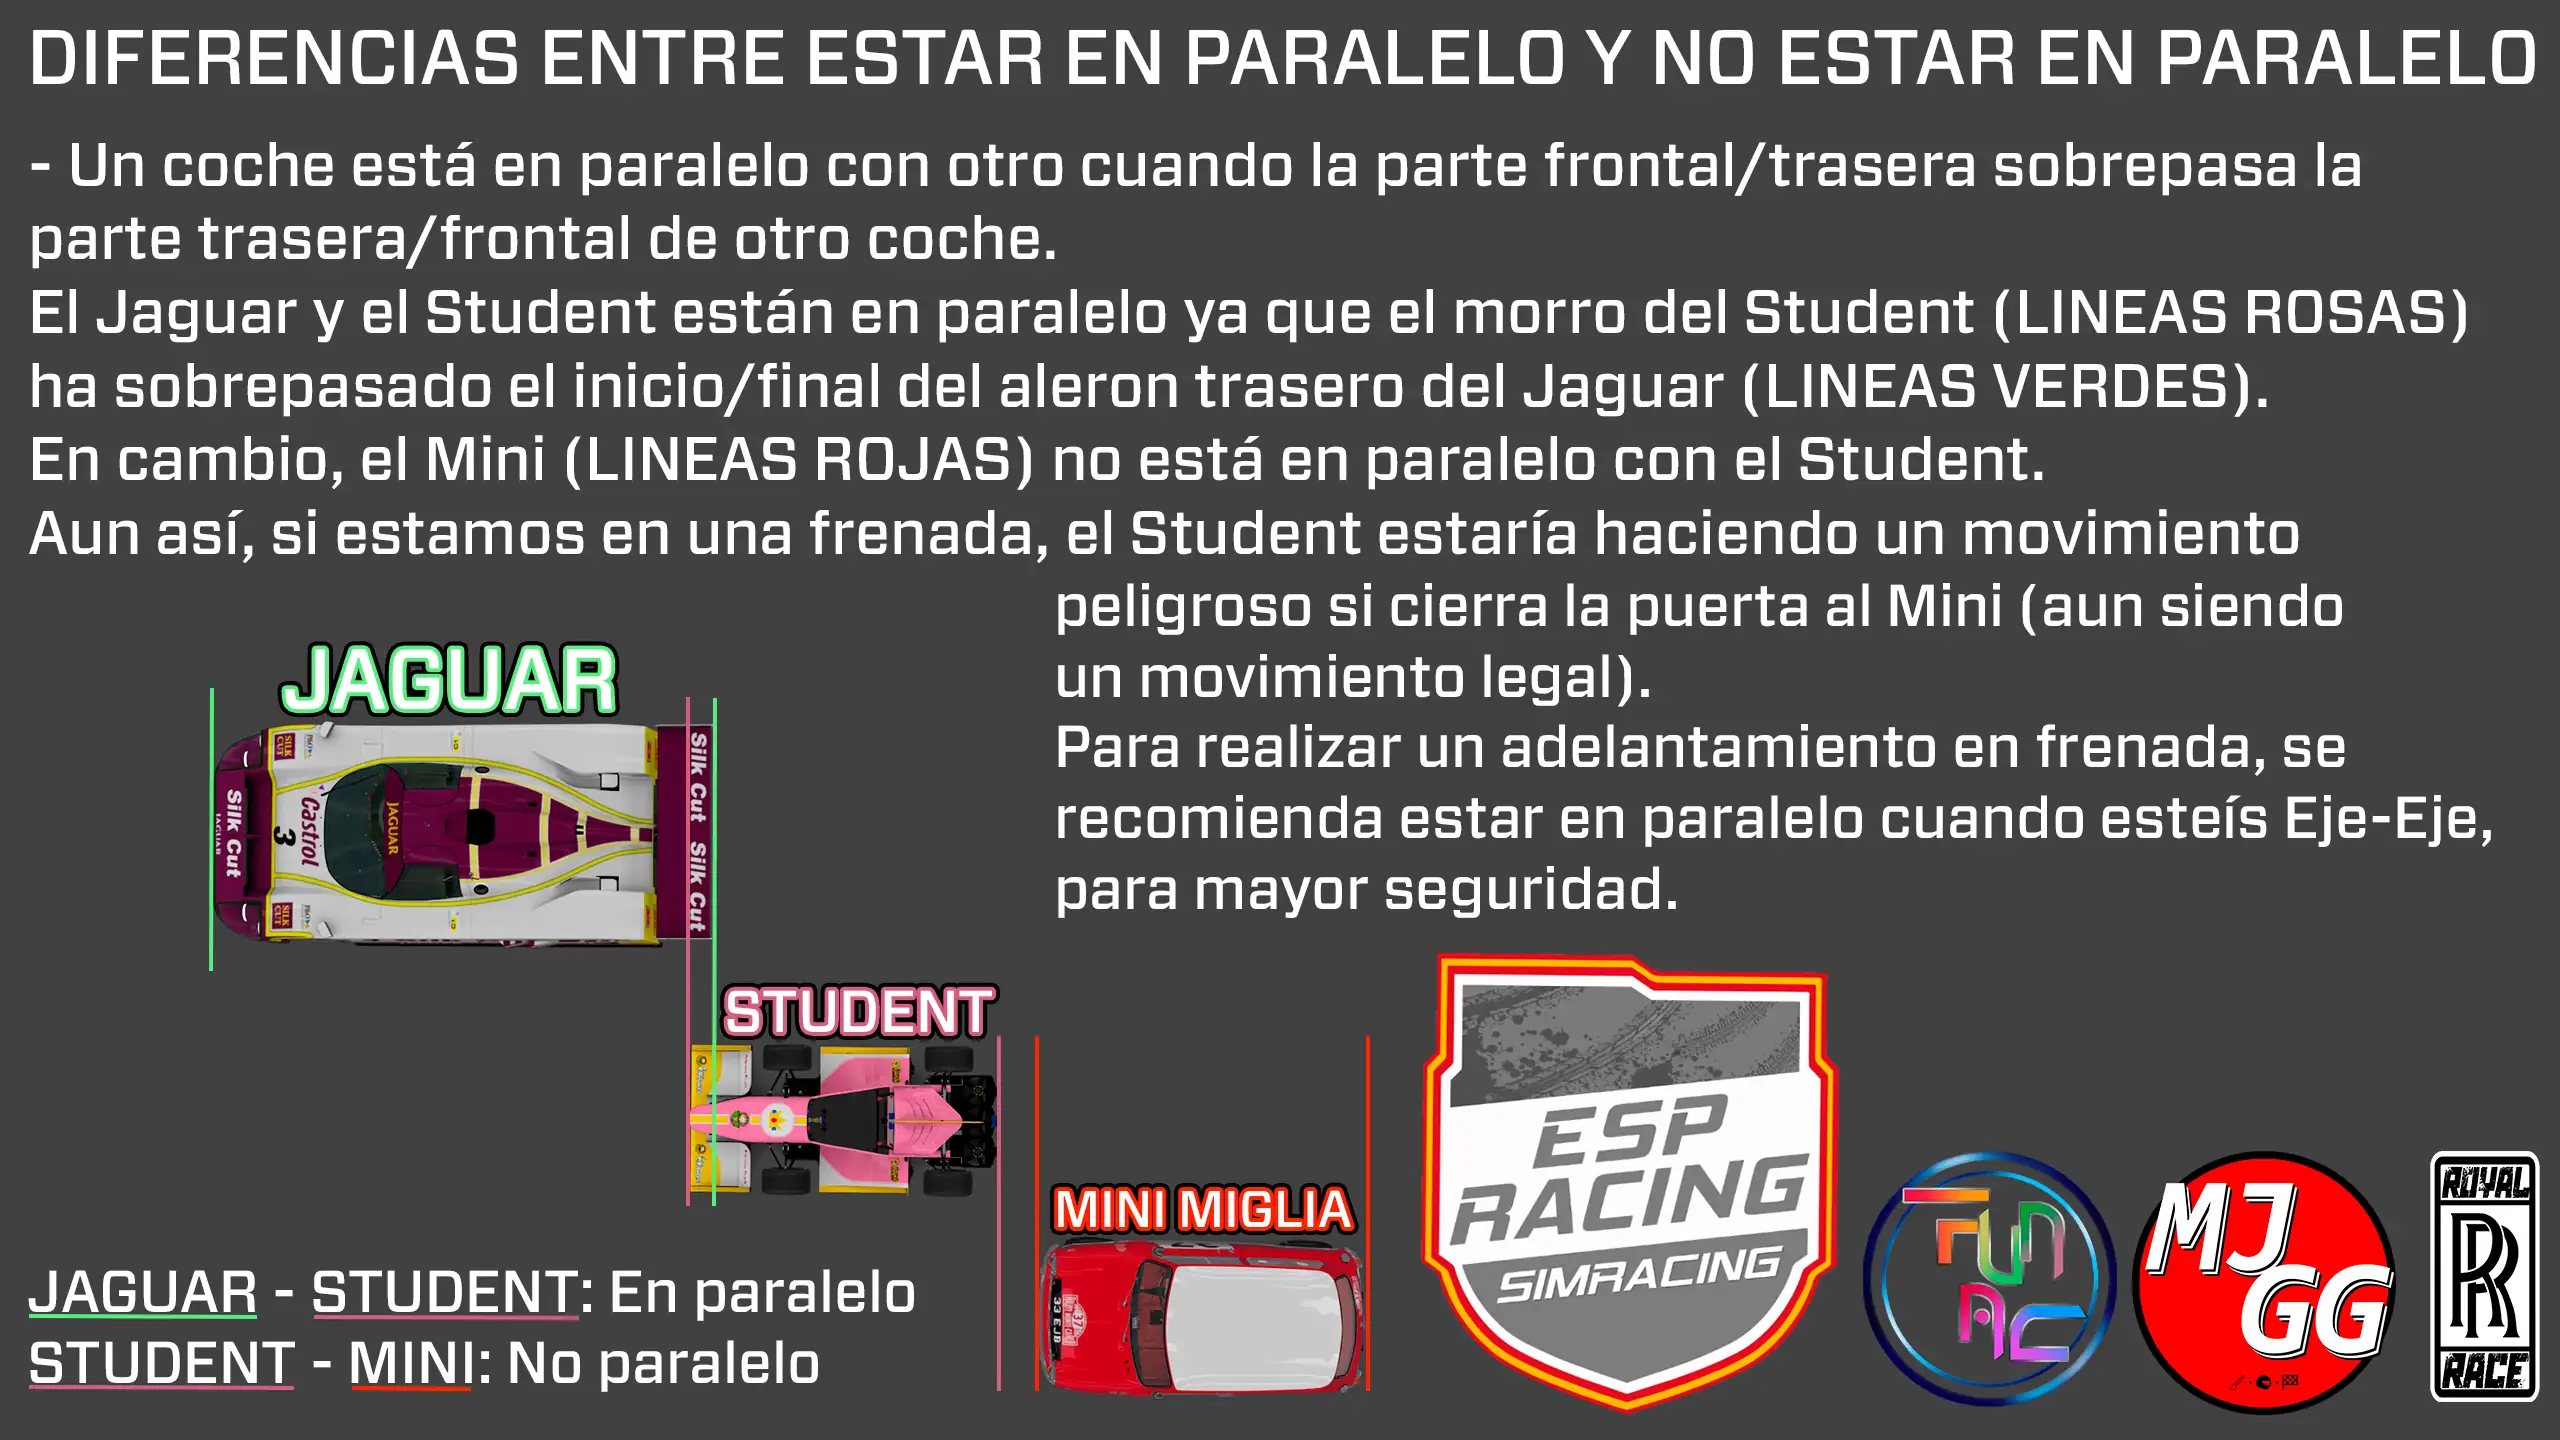 DIFERENCIAS ENTRE ESTAR EN PARALELO Y NO ESTAR EN PARALELO
- Un coche está en paralelo con otro cuando la parte frontal/trasera sobrepasa la
parte trasera/frontal de otro coche.
El Jaguar y el Student están en paralelo ya que el morro del Student (LINEAS ROSAS)
ha sobrepasado el inicio/final del aleron trasero del Jaguar (LINEAS VERDES).
En cambio, el Mini (LINEAS ROJAS) no está en paralelo con el Student.
Aun así, si estamos en una frenada, el Student estaría haciendo un movimiento
peligroso si cierra la puerta al Mini (aun siendo
un movimiento legal).
Para realizar un adelantamiento en frenada, se
recomienda estar en paralelo cuando esteís Eje-Eje,
para mayor seguridad.
JAGUAR
Silk Cut
JAGUAR
SILK CUT
Castrol
3
JAGUAR
SILK CUT
Silk Cut
Silk Cut
STUDENT
MINI MIGLIA
33 EJB
37
JAGUAR - STUDENT: En paralelo
STUDENT - MINI: No paralelo
ESP
RACING
SIMRACING
FUN
AC
MJ
GG
ROYAL
RR
RACE